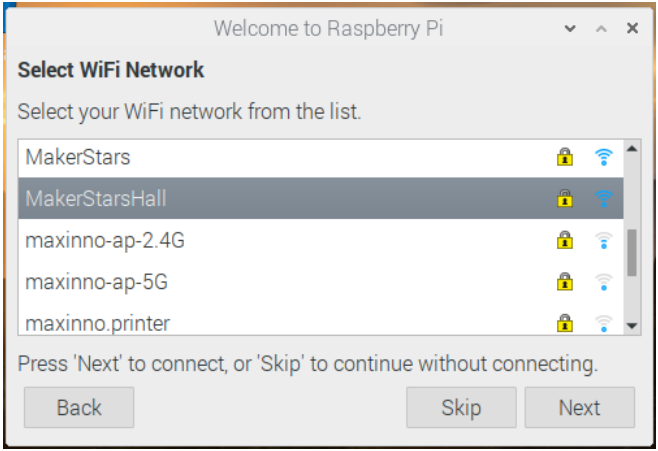 Welcome to Raspberry Pi
Select WiFi Network
Select your WiFi network from the list.
MakerStars
MakerStarsHall
maxinno-ap-2.4G
maxinno-ap-5G
maxinno.printer
Press 'Next' to connect, or 'Skip' to continue without connecting.
Back Skip Next